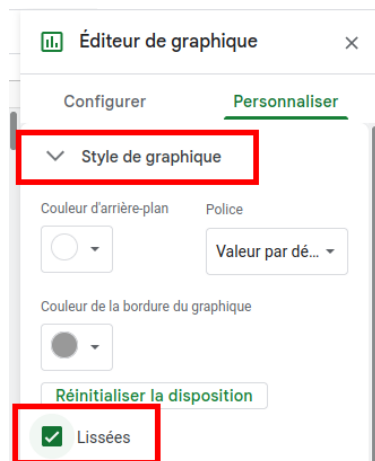 Éditeur de graphique
Configurer Personnaliser
Style de graphique
Couleur d'arrière-plan Police
Valeur par dé...
Couleur de la bordure du graphique
Réinitialiser la disposition
Lissées